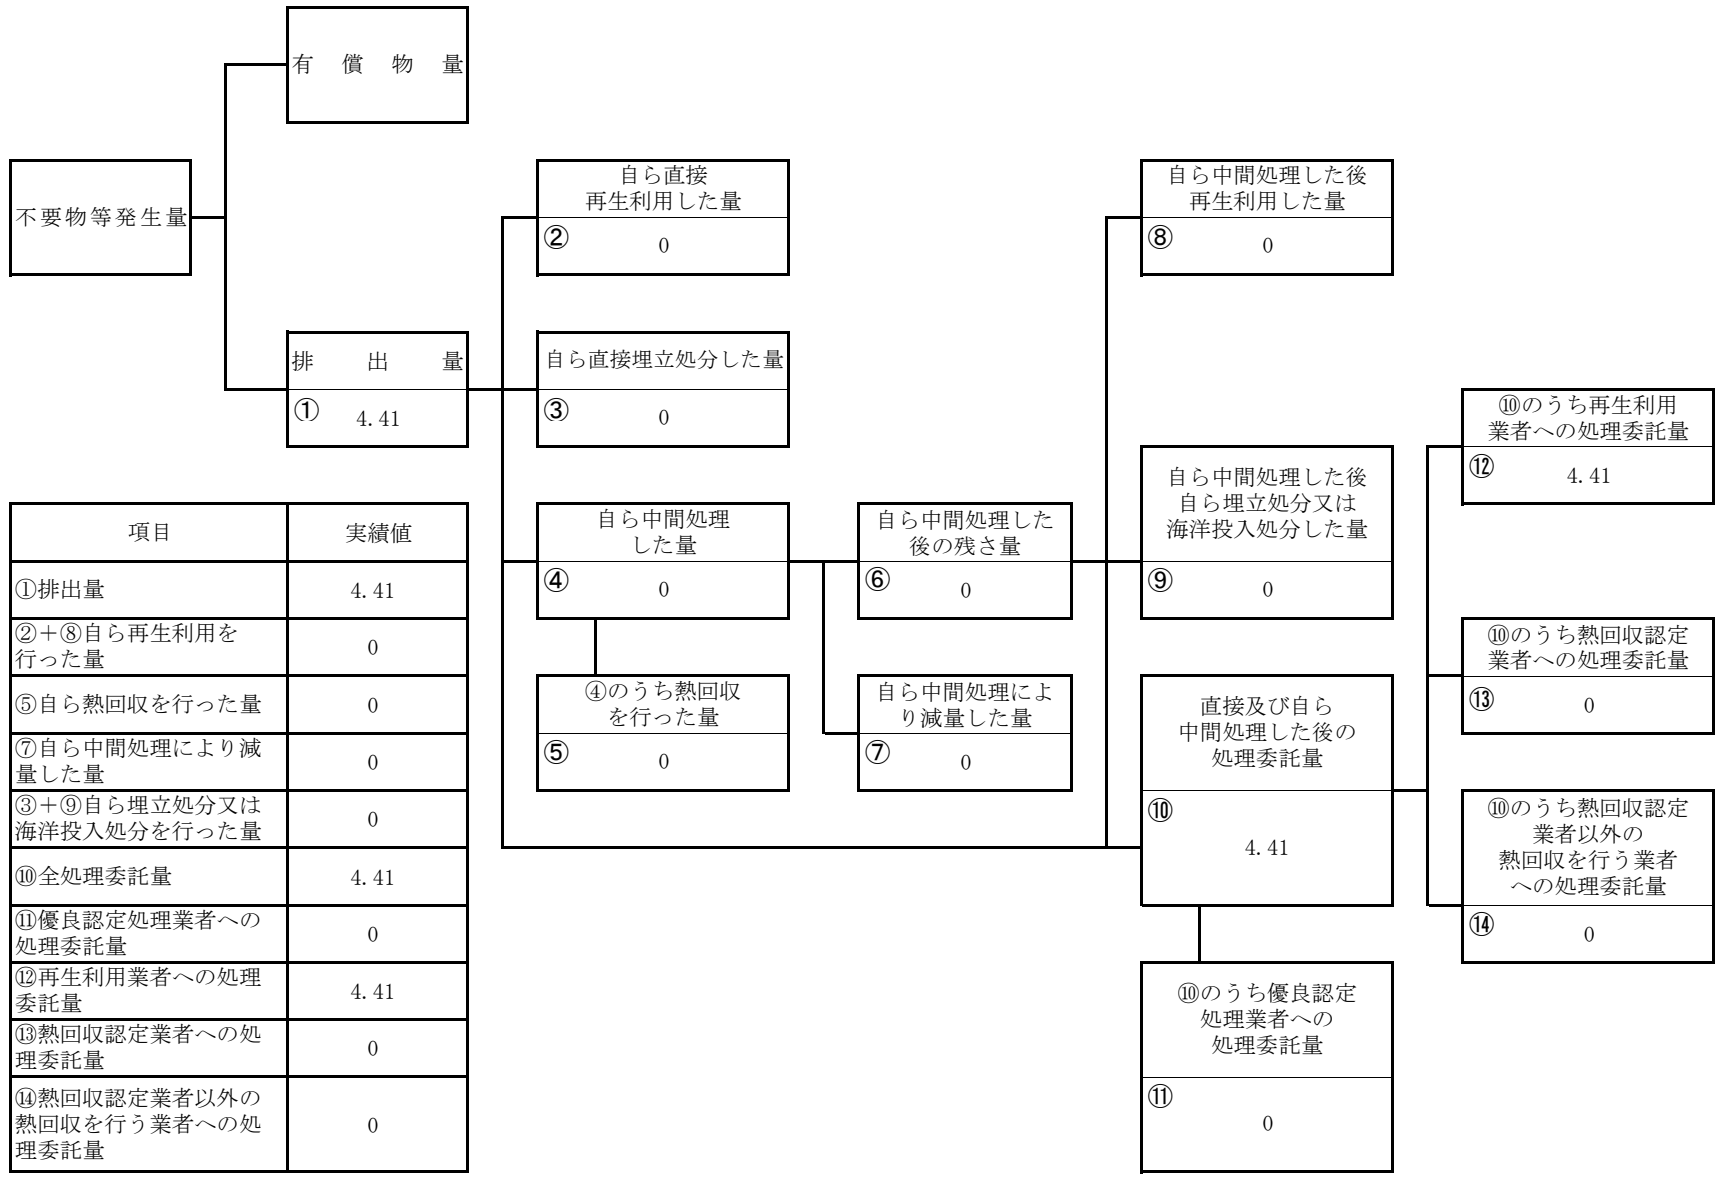 有償物量
不要物等発生量
排出量
① 4.41
自ら直接
再生利用した量
② 0
自ら直接埋立処分した量
③ 0
自ら中間処理
した量
④ 0
④のうち熱回収
を行った量
⑤ 0
自ら中間処理した
後の残さ量
⑥ 0
自ら中間処理によ
り減量した量
⑦ 0
自ら中間処理した後
再生利用した量
⑧ 0
自ら中間処理した後
自ら埋立処分又は
海洋投入処分した量
⑨ 0
直接及び自ら
中間処理した後の
処理委託量
⑩
4.41
⑩のうち優良認定
処理業者への
処理委託量
⑪
0
⑩のうち再生利用
業者への処理委託量
⑫ 4.41
⑩のうち熱回収認定
業者への処理委託量
⑬ 0
⑩のうち熱回収認定
業者以外の
熱回収を行う業者
への処理委託量
⑭ 0
項目 実績値
①排出量 4.41
②＋⑧自ら再生利用を
行った量 0
⑤自ら熱回収を行った量 0
⑦自ら中間処理により減
量した量 0
③＋⑨自ら埋立処分又は
海洋投入処分を行った量 0
⑩全処理委託量 4.41
⑪優良認定処理業者への
処理委託量 0
⑫再生利用業者への処理
委託量 4.41
⑬熱回収認定業者への処
理委託量 0
⑭熱回収認定業者以外の
熱回収を行う業者への処
理委託量 0